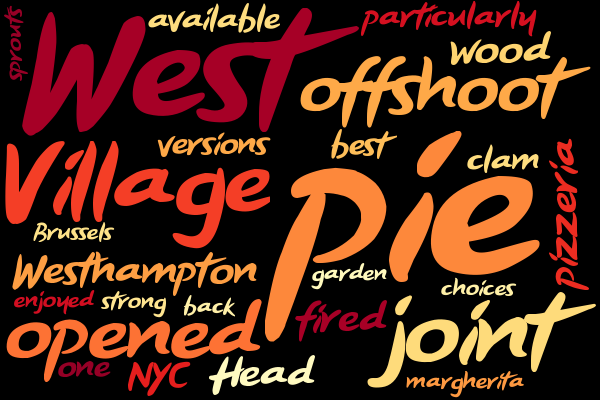 sprouts
West
available
particularly
wood
offshoot
versions
best
clam
Village
pie
pizzeria
Brussels
Westhampton
garden
choices
enjoyed
strong
back
fired
joint
opened
one
NYC
Head
margherita